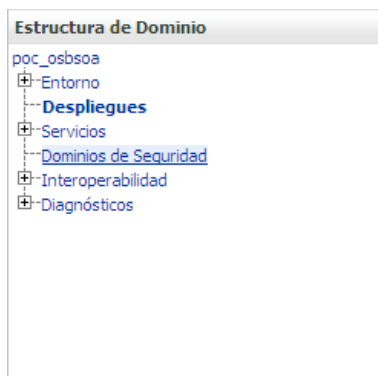 Estructura de Dominio
poc_osbsoa
Entorno
Despliegues
Servicios
Dominios de Seguridad
Interoperabilidad
Diagnósticos